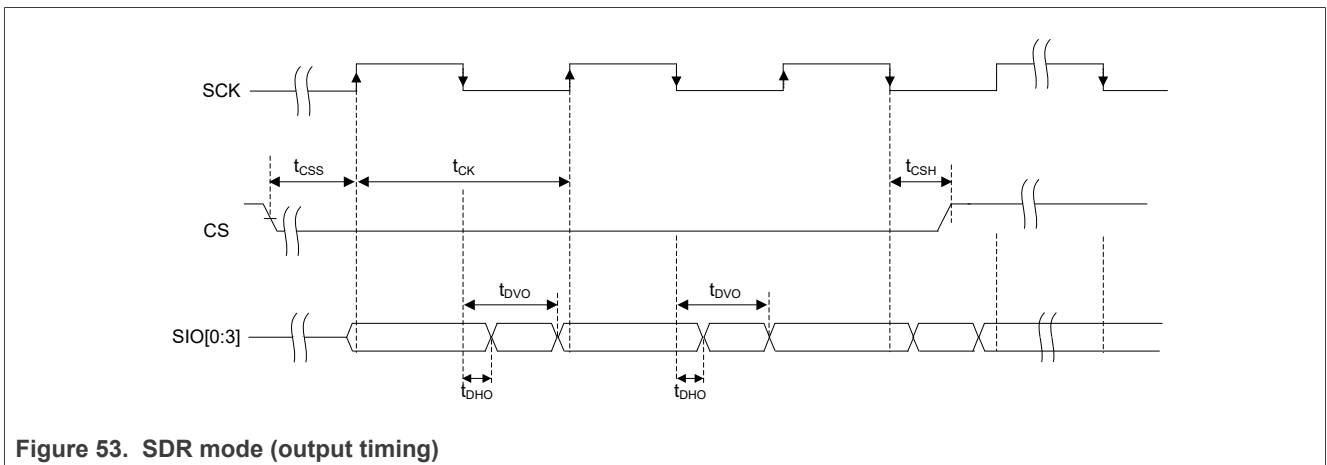 SCK
tCSS
tCK
tCSH
CS
tDVO
tDVO
SIO[0:3]
tDHO
tDHO
Figure 53. SDR mode (output timing)